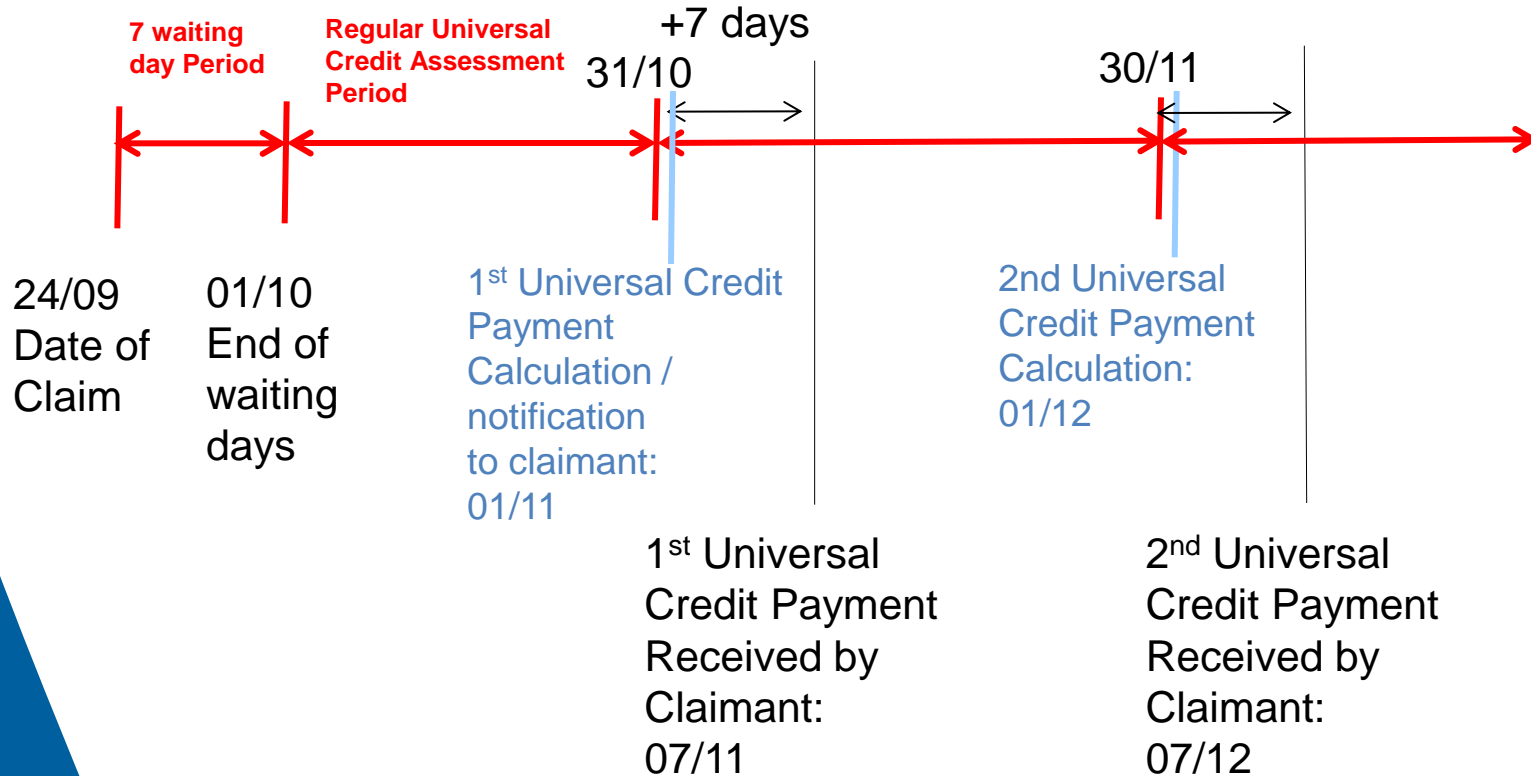 7 waiting
day Period
Regular Universal
Credit Assessment
Period
+7 days
31/10
30/11
24/09
Date of
Claim
01/10
End of
waiting
days
1st Universal Credit
Payment
Calculation /
notification
to claimant:
01/11
2nd Universal
Credit Payment
Calculation:
01/12
1st Universal
Credit Payment
Received by
Claimant:
07/11
2nd Universal
Credit Payment
Received by
Claimant:
07/12